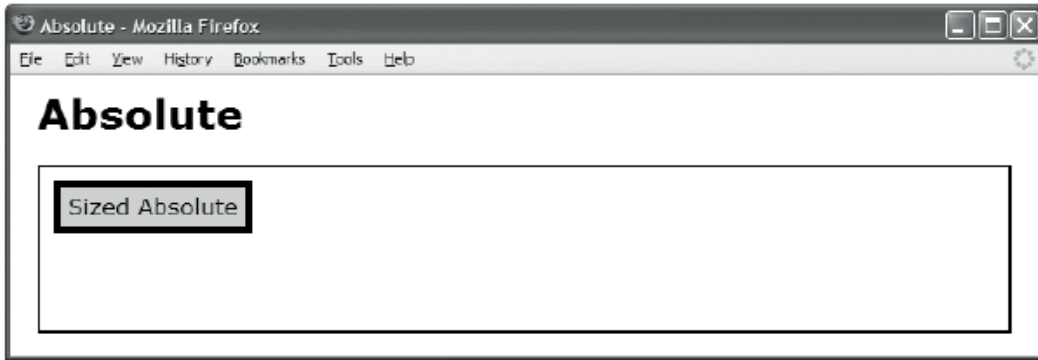 Absolute - Mozilla Firefox
File Edit View History Bookmarks Tools Help
Absolute
Sized Absolute